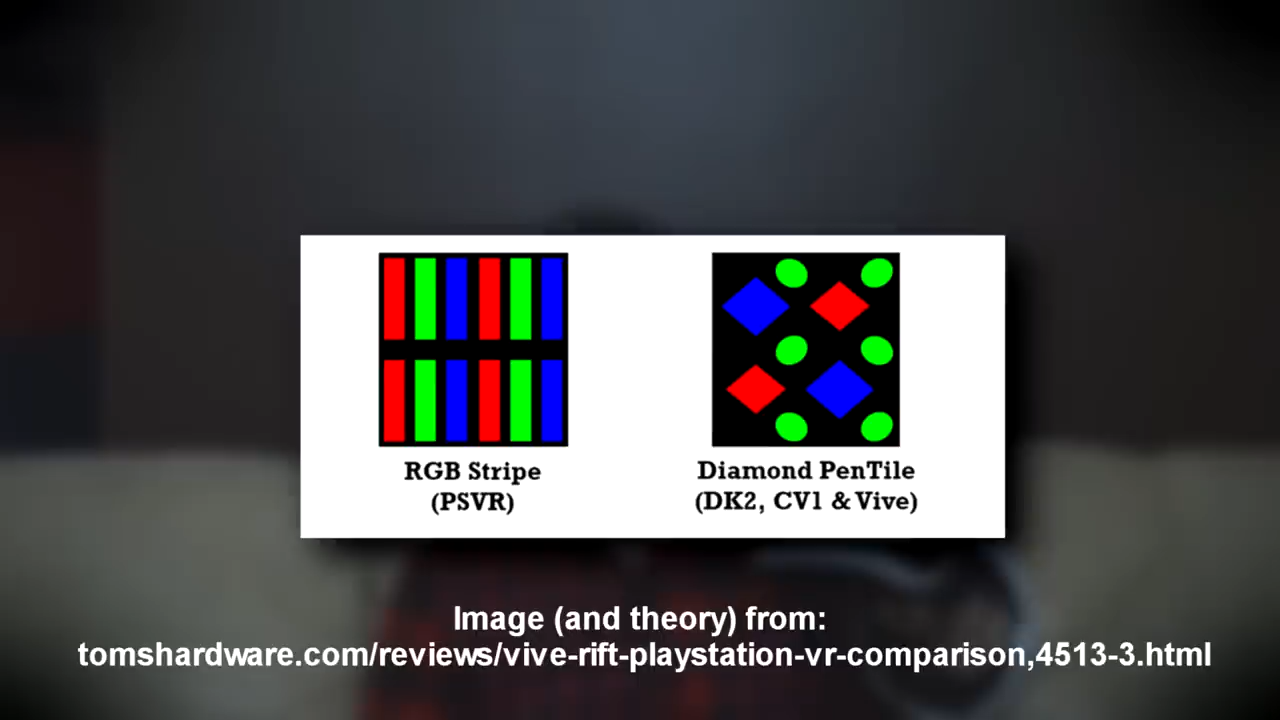 RGB Stripe
(PSVR)
Diamond PenTile
(DK2, CV1 & Vive)
Image (and theory) from:
tomshardware.com/reviews/vive-rift-playstation-vr-comparison,4513-3.html